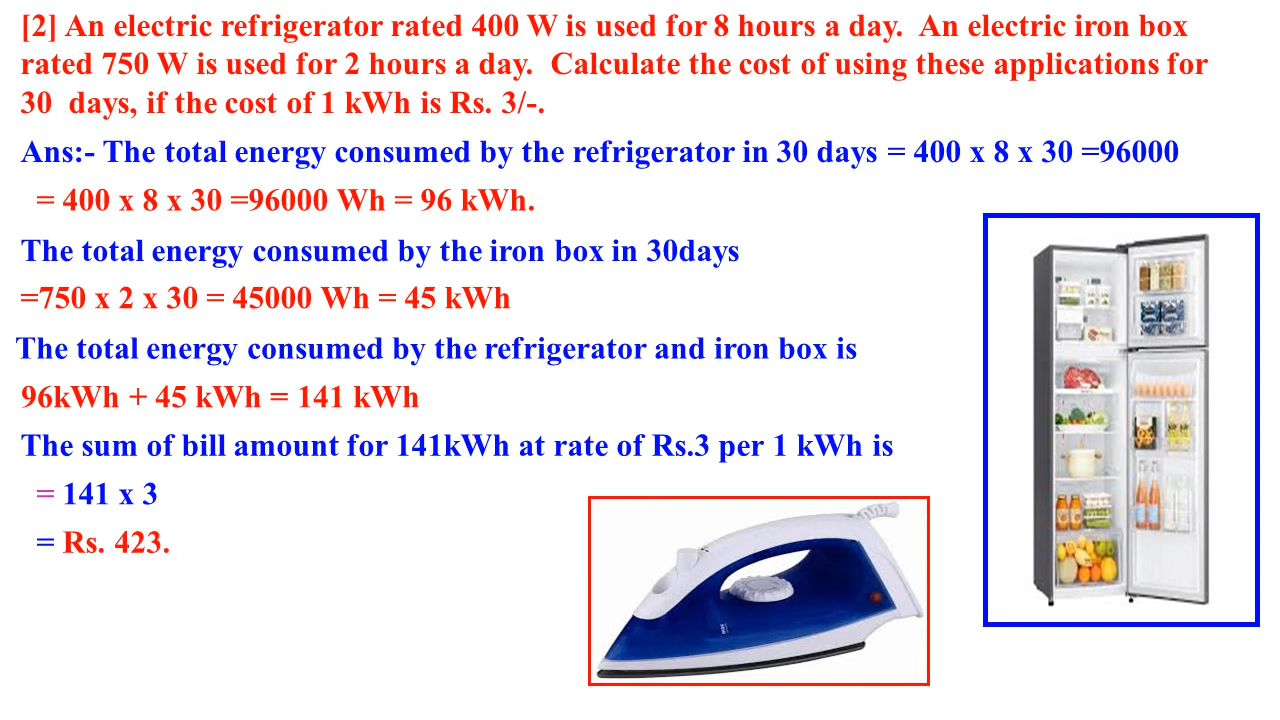 [2] An electric refrigerator rated 400 W is used for 8 hours a day. An electric iron box
rated 750 W is used for 2 hours a day. Calculate the cost of using these applications for
30 days, if the cost of 1 kWh is Rs. 3/-.
Ans:- The total energy consumed by the refrigerator in 30 days = 400 x 8 x 30 =96000
= 400 x 8 x 30 =96000 Wh = 96 kWh.
The total energy consumed by the iron box in 30days
=750 x 2 x 30 = 45000 Wh = 45 kWh
The total energy consumed by the refrigerator and iron box is
96kWh + 45 kWh = 141 kWh
The sum of bill amount for 141kWh at rate of Rs.3 per 1 kWh is
= 141 x 3
= Rs. 423.